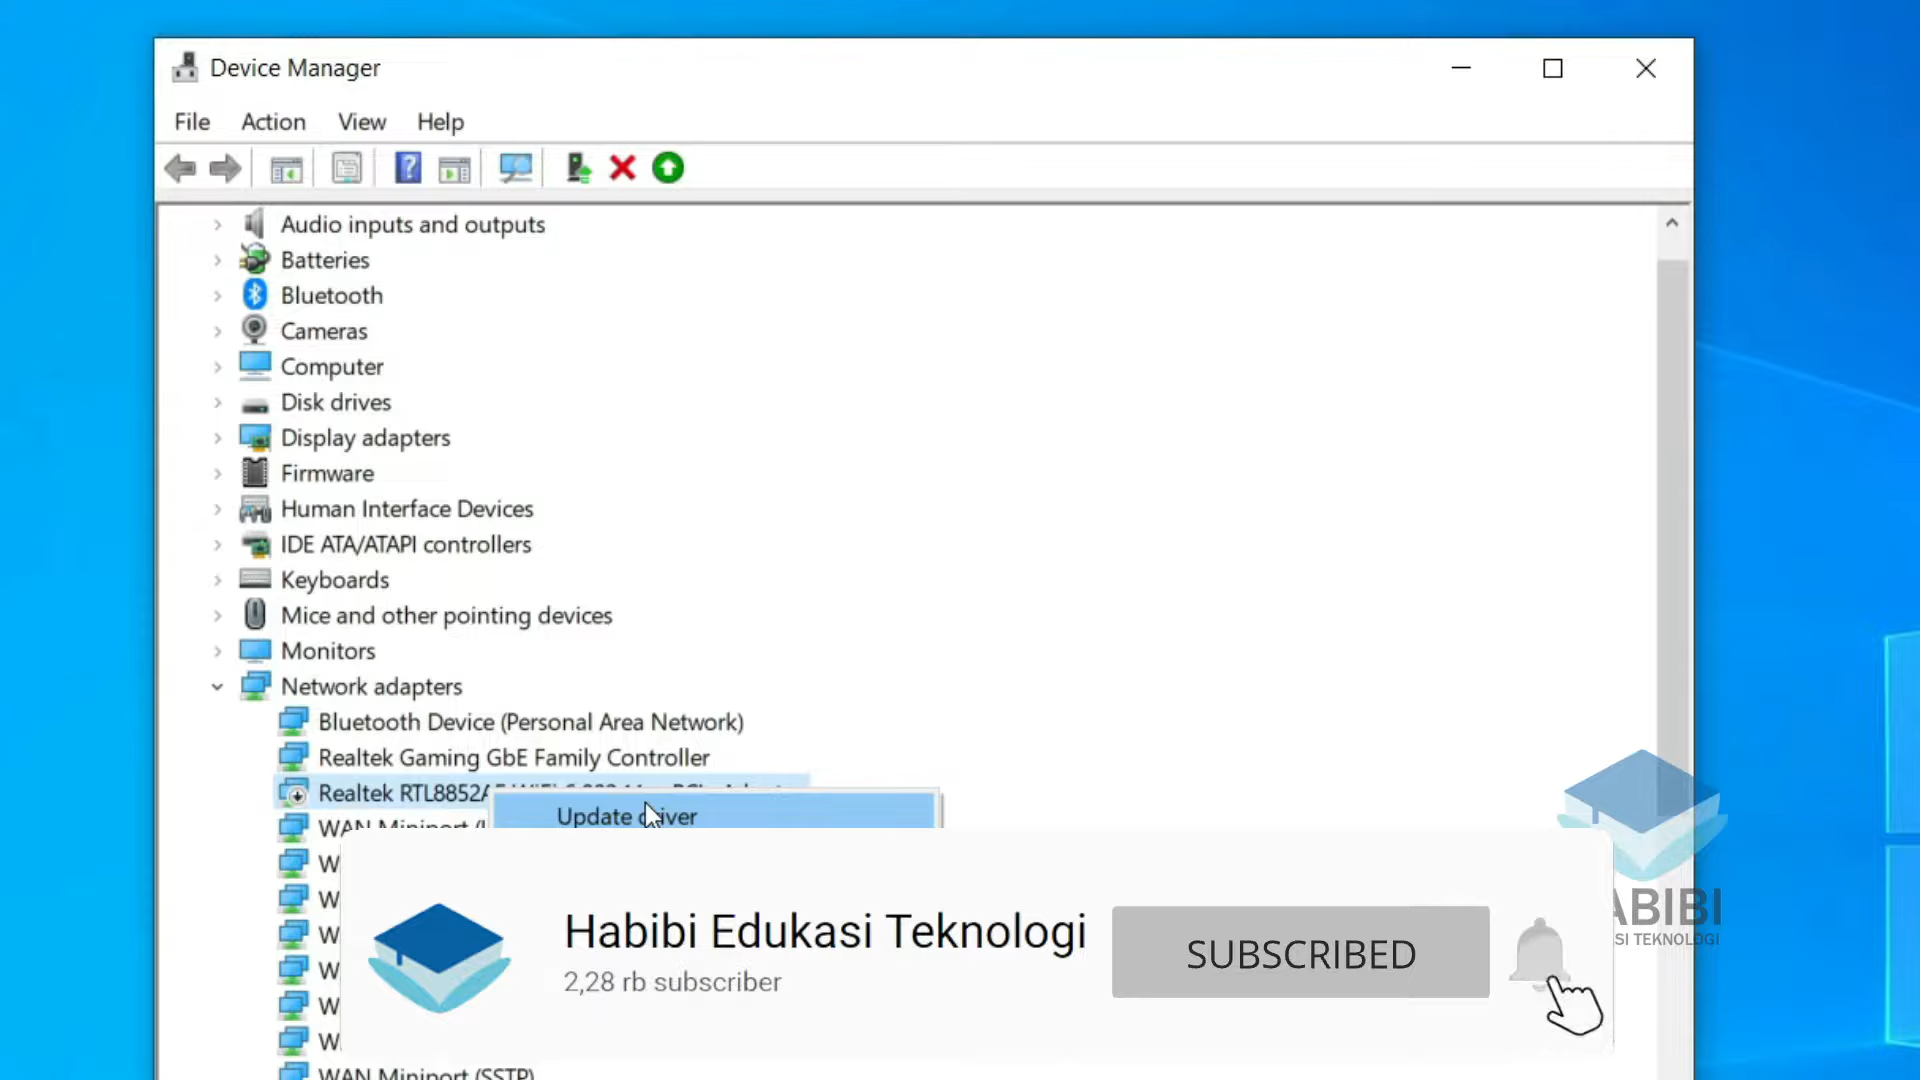 Device Manager
File Action View Help
Audio inputs and outputs
Batteries
Bluetooth
Cameras
Computer
Disk drives
Display adapters
Firmware
Human Interface Devices
IDE ATA/ATAPI controllers
Keyboards
Mice and other pointing devices
Monitors
Network adapters
Bluetooth Device (Personal Area Network)
Realtek Gaming GbE Family Controller
Realtek
Update driver
WAN Miniport
W
W
W
W
W
W
WAN Miniport (SSTP)
Habibi Edukasi Teknologi
2,28 rb subscriber
SUBSCRIBED
TEKNOLOGI